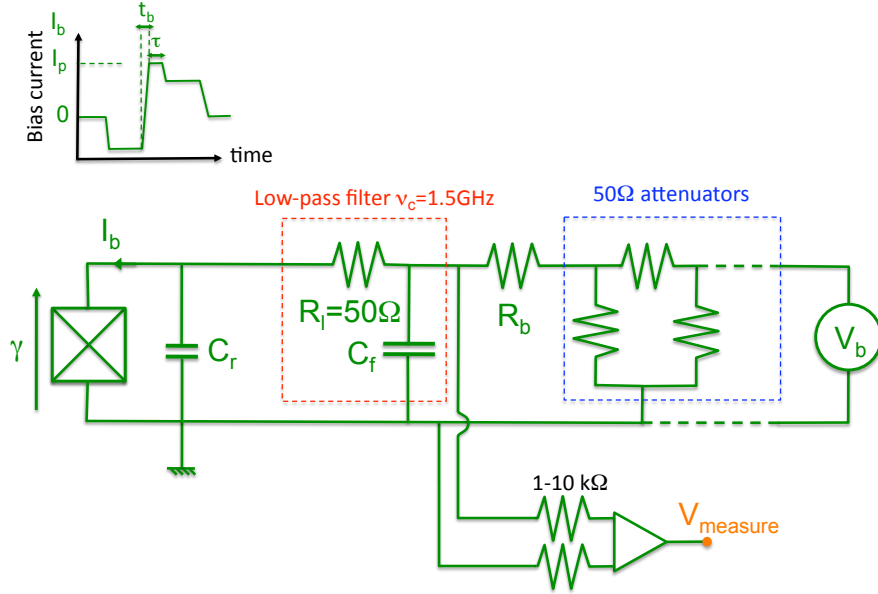 t_b
I_b
τ
I_p
0
Bias current
time
Low-pass filter ν_c=1.5GHz
50Ω attenuators
I_b
R_l=50Ω
R_b
C_r
C_f
V_b
γ
1-10 kΩ
V_measure